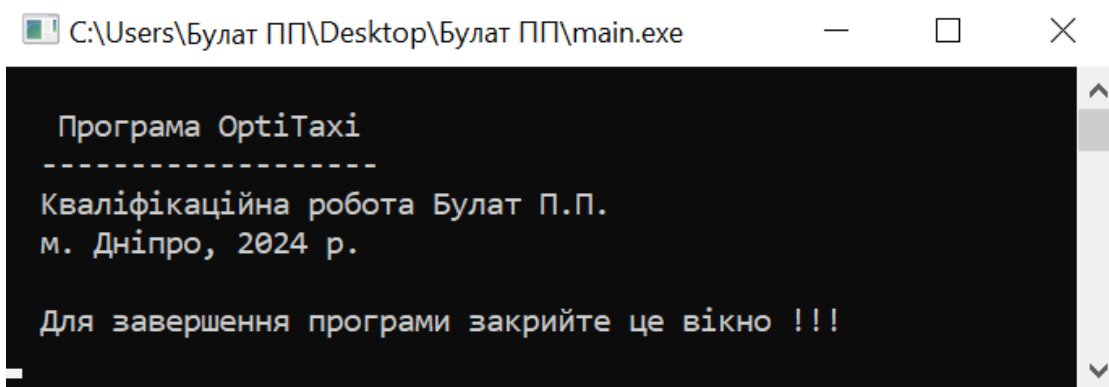 C:\Users\Булат ПП\Desktop\Булат ПП\main.exe
Програма OptiTaxi
-------------------
Кваліфікаційна робота Булат П.П.
м. Дніпро, 2024 р.
Для завершення програми закрийте це вікно !!!